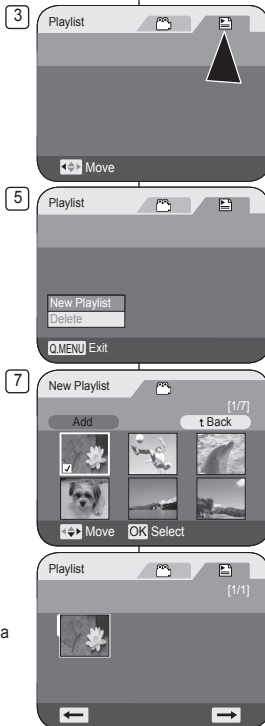 3
Playlist
Move
5
Playlist
New Playlist
Delete
Q.MENU Exit
7
New Playlist
[1/7]
Add
Back
Move OK Select
Playlist
[1/1]
a